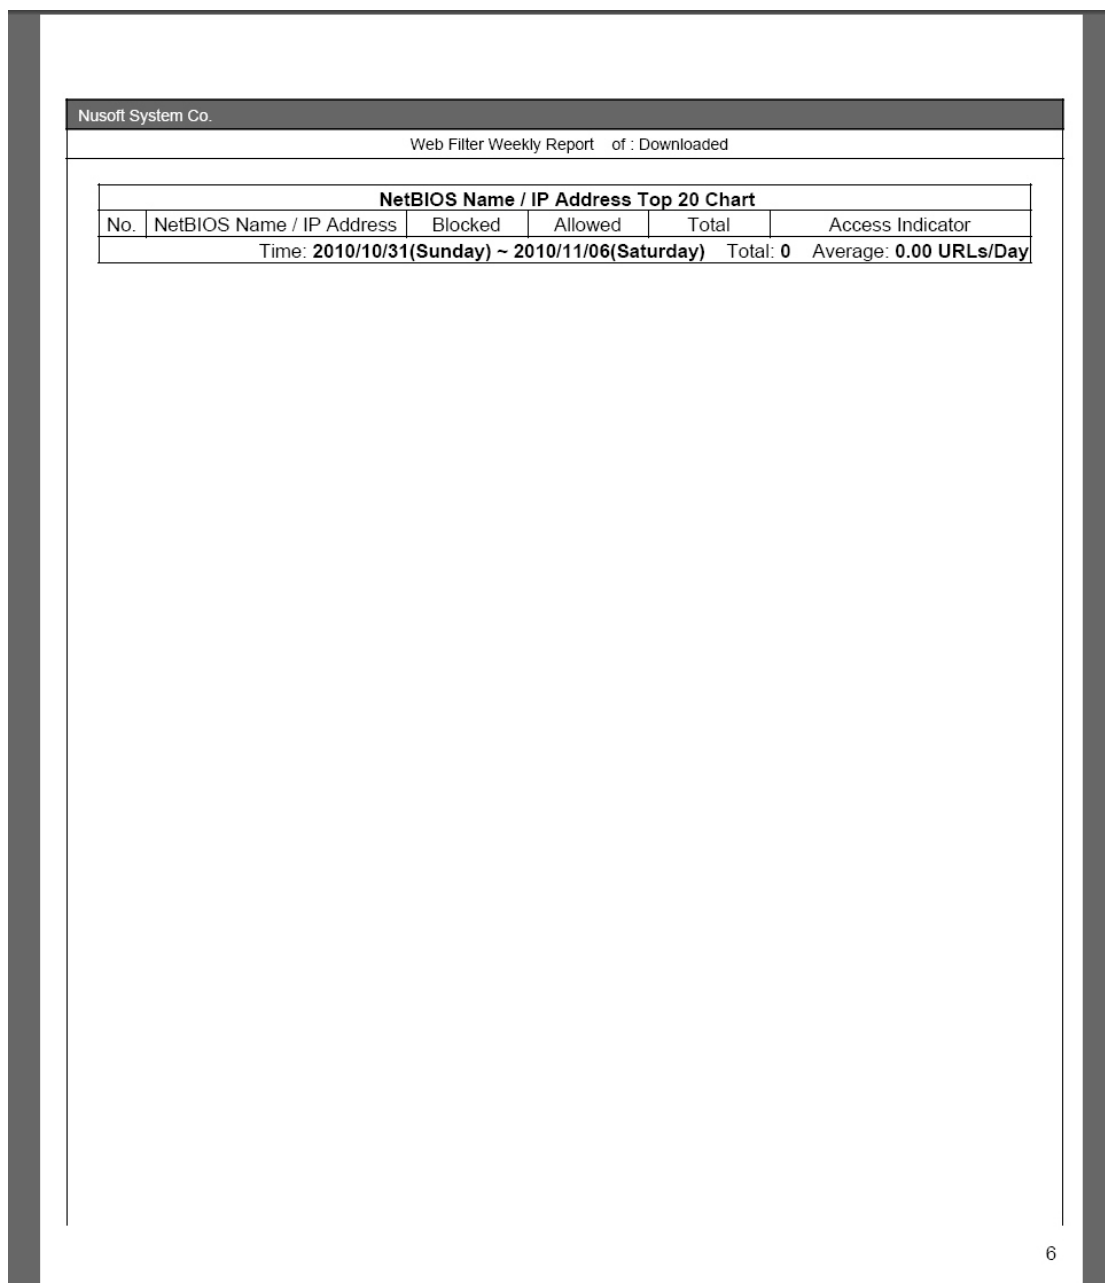 Nusoft System Co.
Web Filter Weekly Report of : Downloaded
NetBIOS Name / IP Address Top 20 Chart
No. NetBIOS Name / IP Address Blocked Allowed Total Access Indicator
Time: 2010/10/31(Sunday) ~ 2010/11/06(Saturday) Total: 0 Average: 0.00 URLs/Day
6